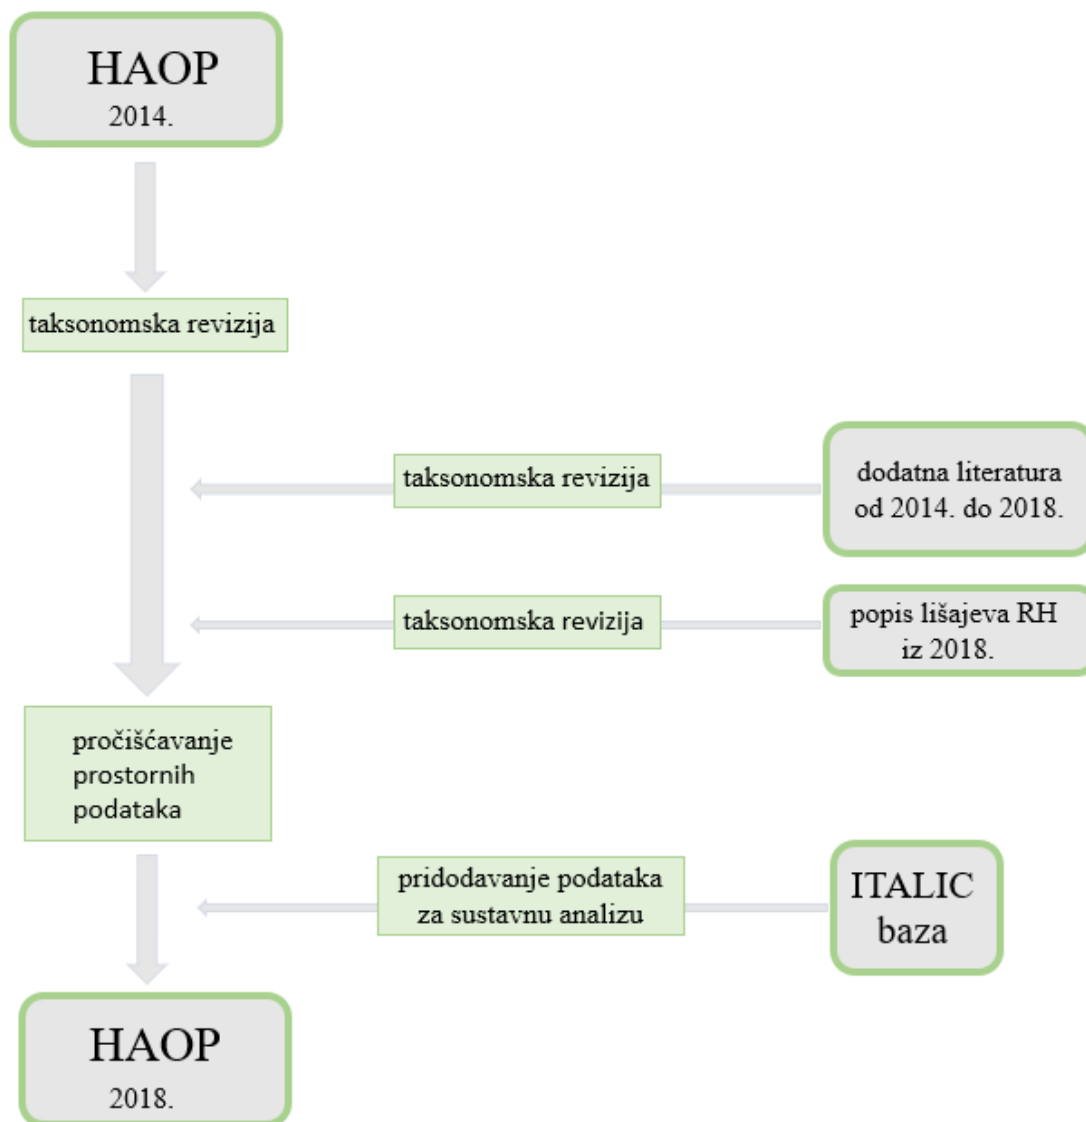 HAOP
2014.
taksonomska revizija
taksonomska revizija
dodatna literatura
od 2014. do 2018.
taksonomska revizija
popis lišajeva RH
iz 2018.
pročišćavanje
prostornih
podataka
pridodavanje podataka
za sustavnu analizu
ITALIC
baza
HAOP
2018.